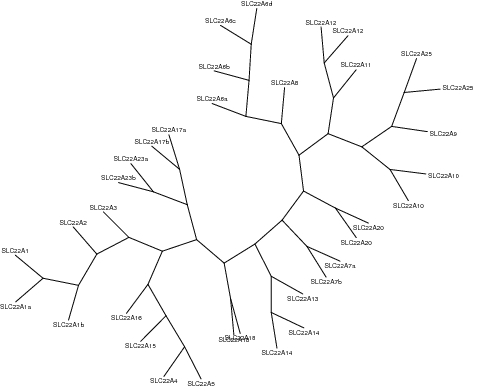 SLC22A6d
SLC22A6c
SLC22A12
SLC22A12
SLC22A25
SLC22A6b
SLC22A11
SLC22A8
SLC22A25
SLC22A6a
SLC22A17a
SLC22A9
SLC22A17b
SLC22A23a
SLC22A10
SLC22A23b
SLC22A10
SLC22A3
SLC22A2
SLC22A20
SLC22A20
SLC22A1
SLC22A7a
SLC22A7b
SLC22A13
SLC22A1a
SLC22A16
SLC22A1b
SLC22A14
SLC22A18
SLC22A15
SLC22A14
SLC22A4
SLC22A5